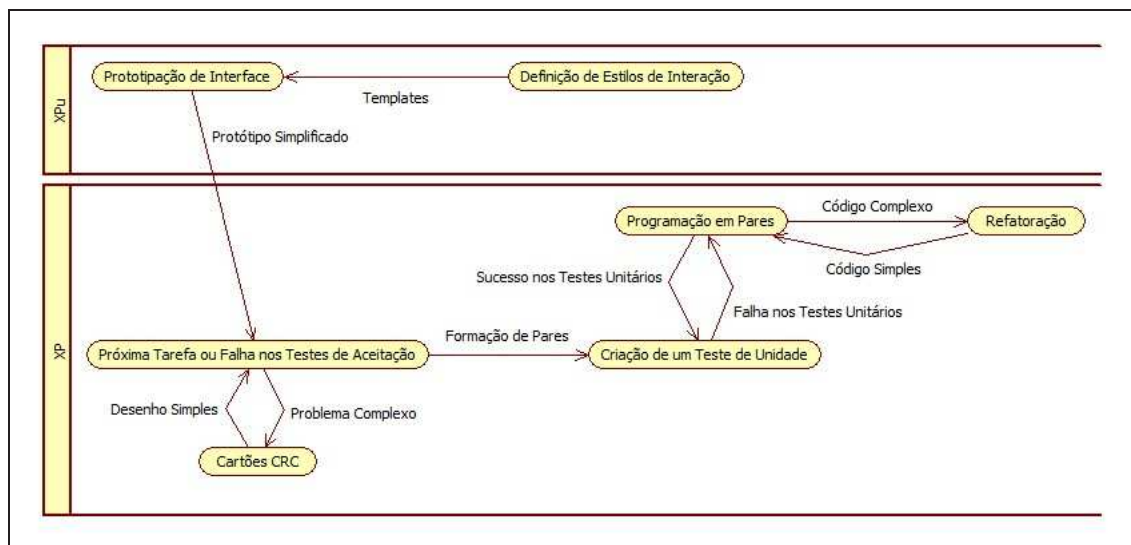 XPu
Prototipação de Interface
Definição de Estilos de Interação
Templates
Protótipo Simplificado
XP
Programação em Pares
Código Complexo
Refatoração
Código Simples
Sucesso nos Testes Unitários
Falha nos Testes Unitários
Próxima Tarefa ou Falha nos Testes de Aceitação
Formação de Pares
Criação de um Teste de Unidade
Desenho Simples
Problema Complexo
Cartões CRC